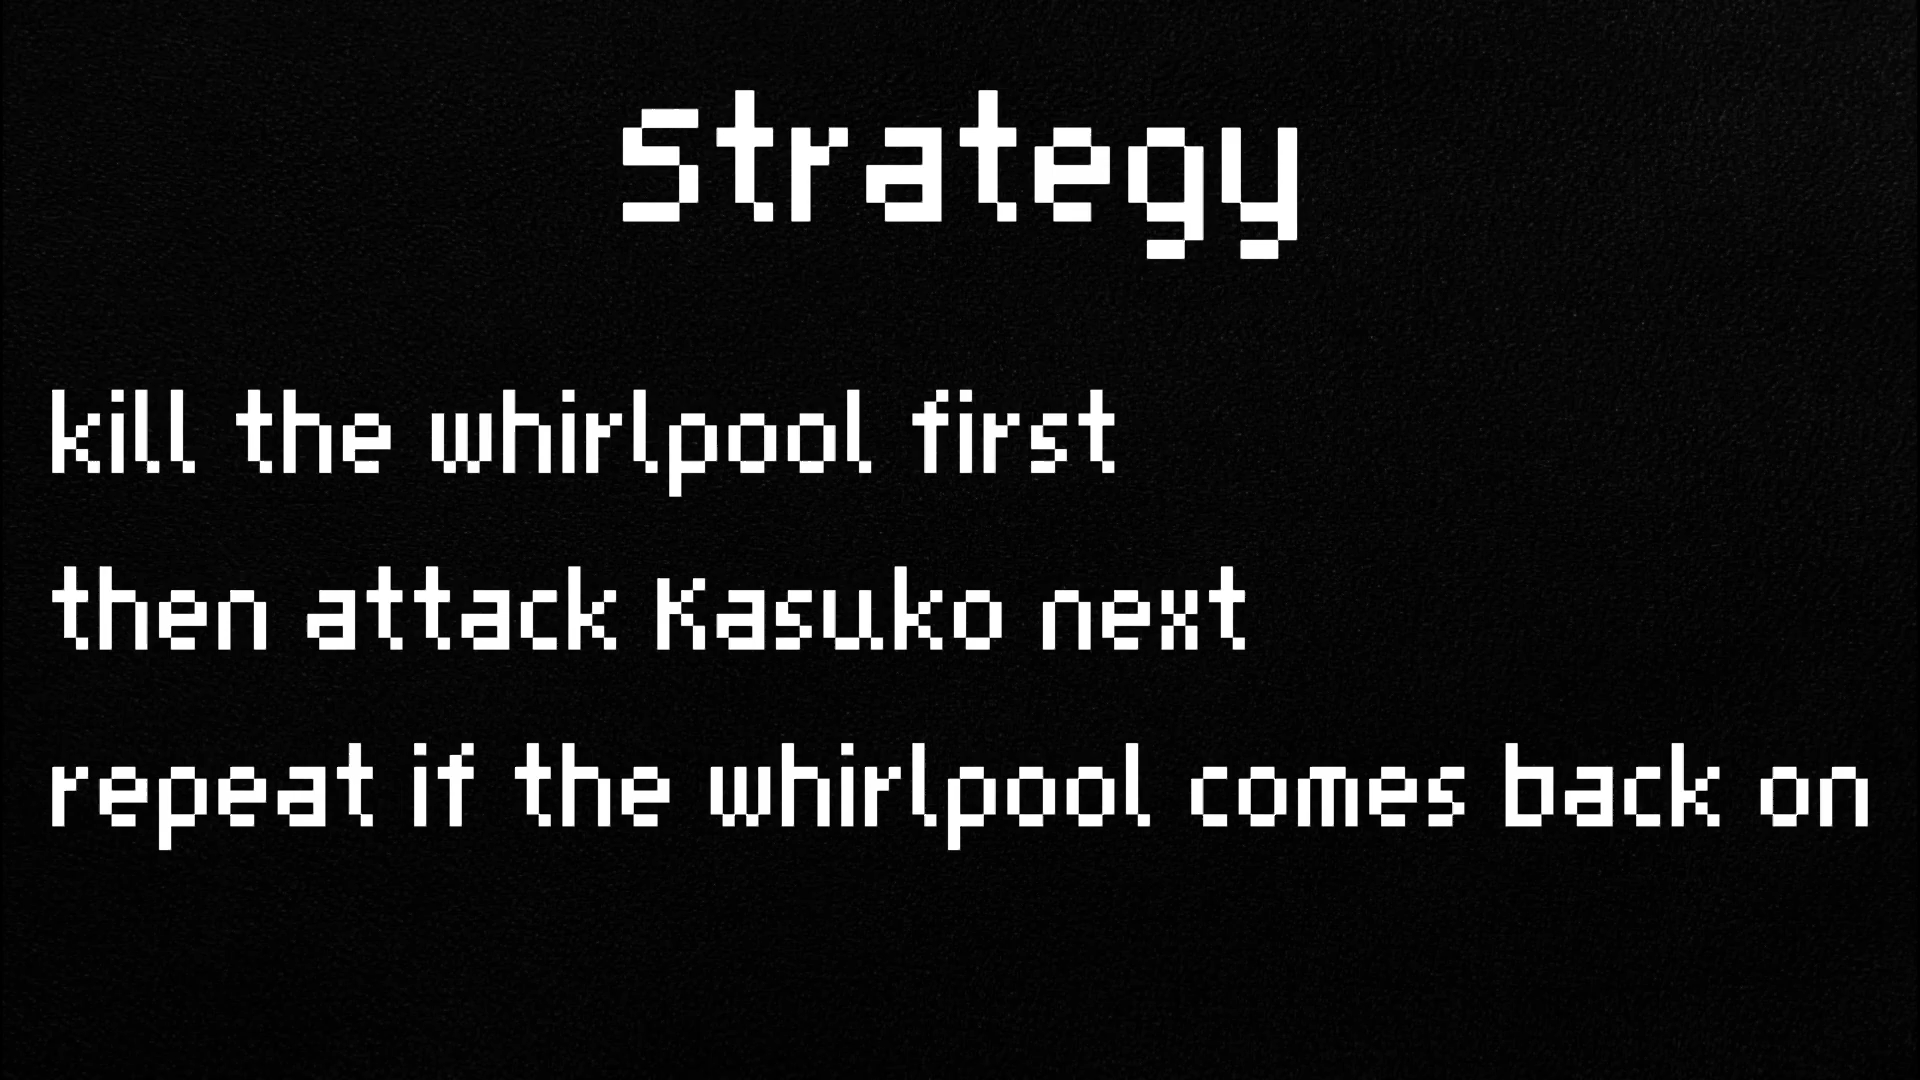 Strategy
kill the whirlpool first
then attack Kasuko next
repeat if the whirlpool comes back on